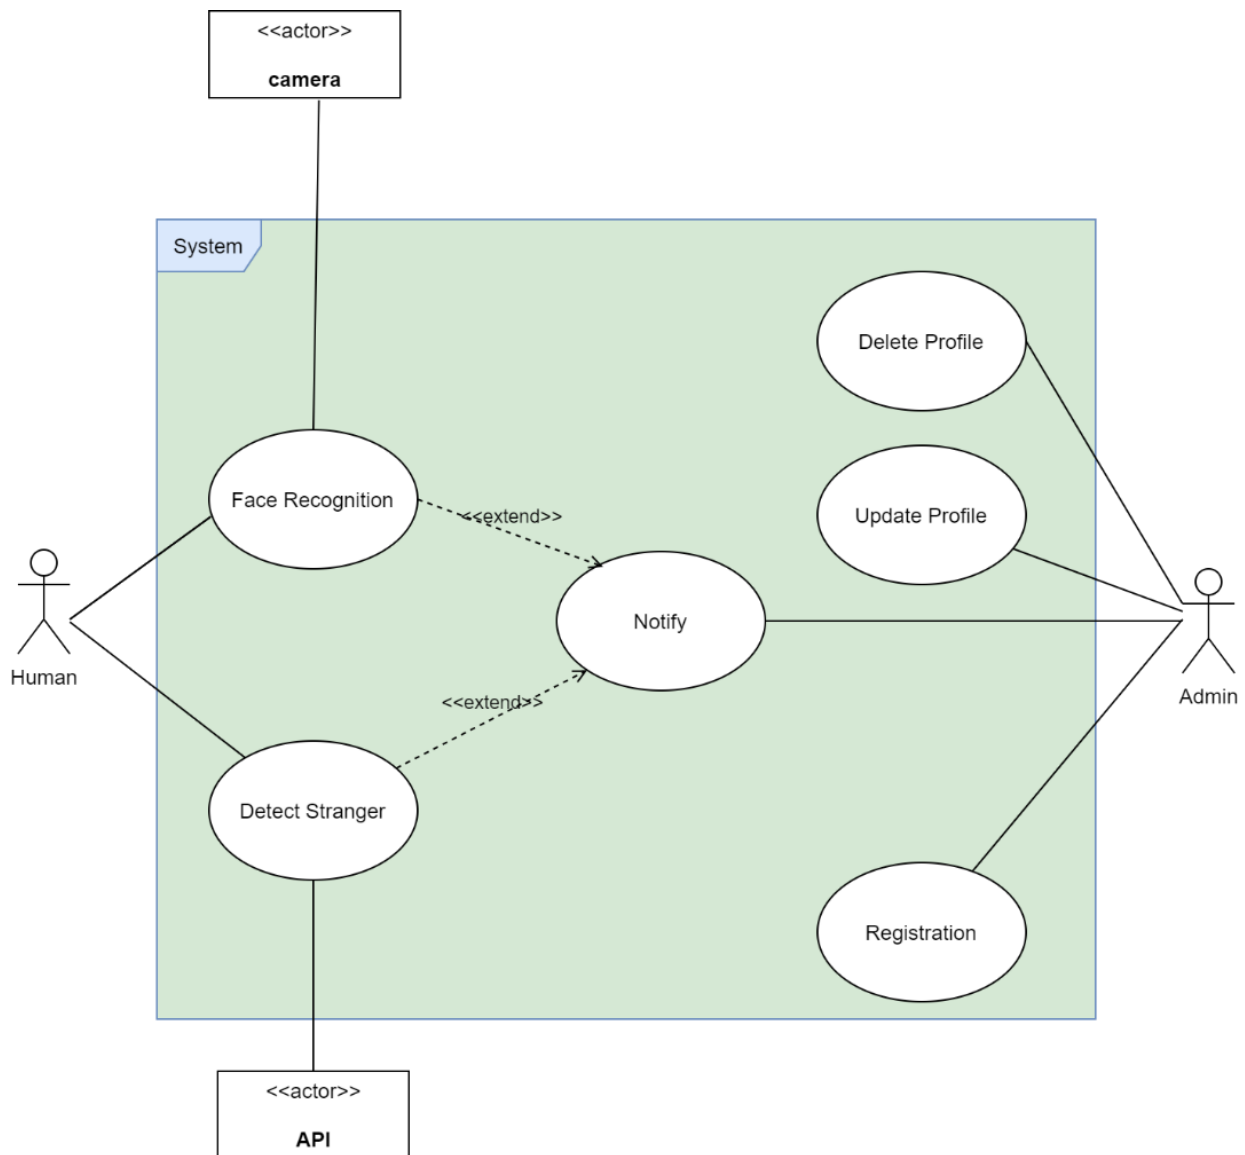 <<actor>>
camera
System
Delete Profile
Face Recognition
<<extend>>
Update Profile
Notify
Human
Admin
<<extend>>
Detect Stranger
Registration
<<actor>>
API